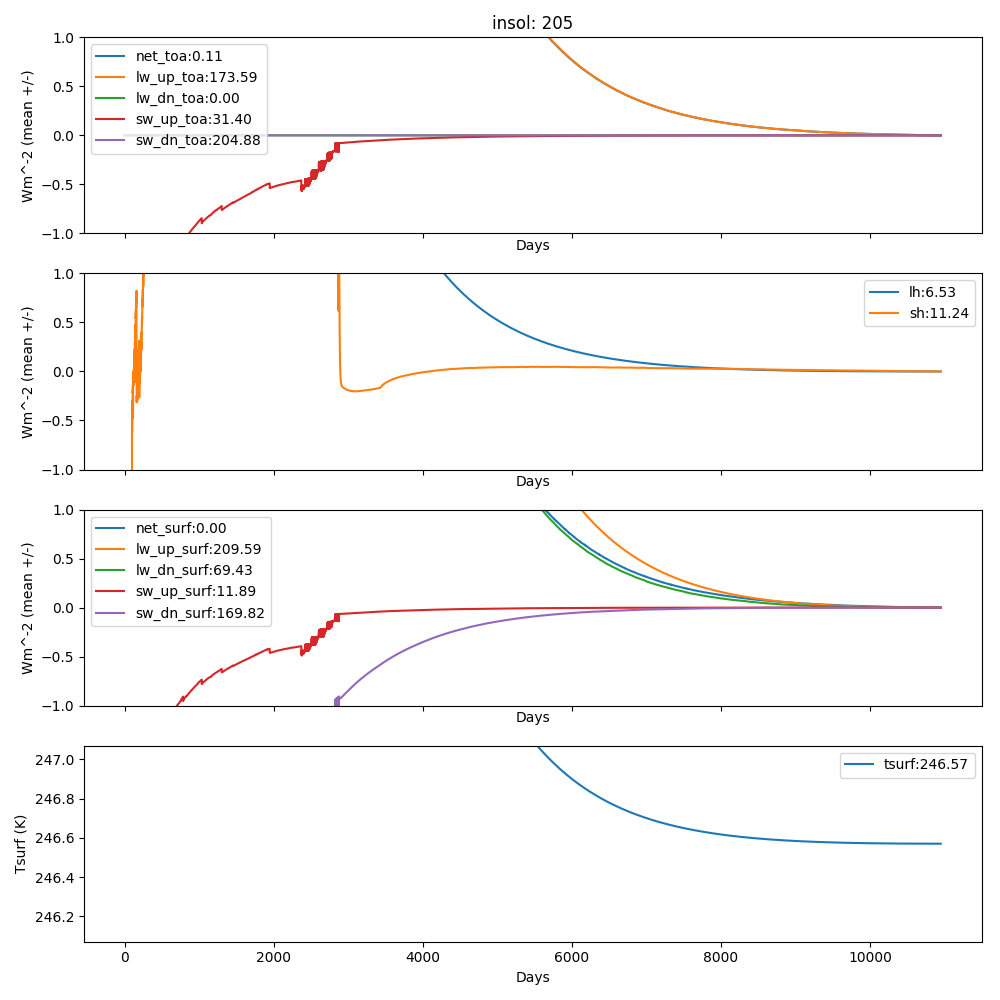 insol: 205
1.0
0.5
0.0
−0.5
−1.0
Wm^-2 (mean +/-)
net_toa:0.11
lw_up_toa:173.59
lw_dn_toa:0.00
sw_up_toa:31.40
sw_dn_toa:204.88
Days
1.0
0.5
0.0
−0.5
−1.0
Wm^-2 (mean +/-)
lh:6.53
sh:11.24
Days
1.0
0.5
0.0
−0.5
−1.0
Wm^-2 (mean +/-)
net_surf:0.00
lw_up_surf:209.59
lw_dn_surf:69.43
sw_up_surf:11.89
sw_dn_surf:169.82
Days
247.0
246.8
246.6
246.4
246.2
Tsurf (K)
tsurf:246.57
0 2000 4000 6000 8000 10000
Days